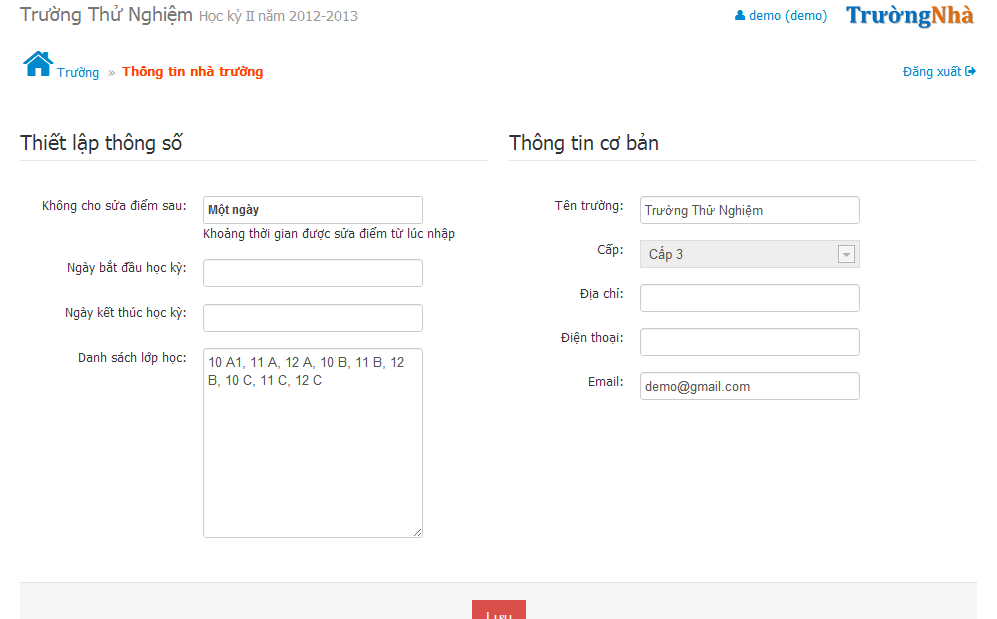 Trường Thử Nghiệm Học kỳ II năm 2012-2013
demo (demo)
TrườngNhà
Trường » Thông tin nhà trường
Đăng xuất
Thiết lập thông số
Không cho sửa điểm sau: Một ngày
Khoảng thời gian được sửa điểm từ lúc nhập
Ngày bắt đầu học kỳ:
Ngày kết thúc học kỳ:
Danh sách lớp học: 10 A1, 11 A, 12 A, 10 B, 11 B, 12
B, 10 C, 11 C, 12 C
Thông tin cơ bản
Tên trường: Trường Thử Nghiệm
Cấp: Cấp 3
Địa chỉ:
Điện thoại:
Email: demo@gmail.com
Lưu